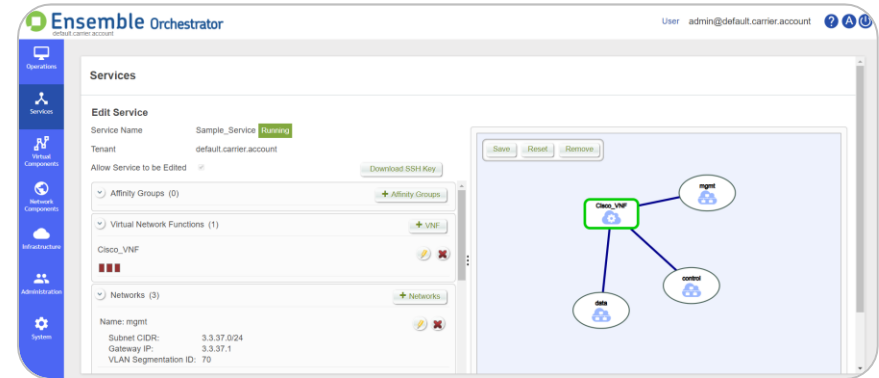 Ensemble Orchestrator
default.carrier.account
User admin@default.carrier.account ? A
Operations
Services
Virtual Components
Network Components
Infrastructure
Administration
System
Services
Edit Service
Service Name Sample_Service Running
Tenant default.carrier.account
Allow Service to be Edited Download SSH Key
Affinity Groups (0) + Affinity Groups
Virtual Network Functions (1) + VNF
Cisco_VNF
Networks (3) + Networks
Name: mgmt
Subnet CIDR: 3.3.37.0/24
Gateway IP: 3.3.37.1
VLAN Segmentation ID: 70
Save Reset Remove
mgmt
Cisco_VNF
control
data